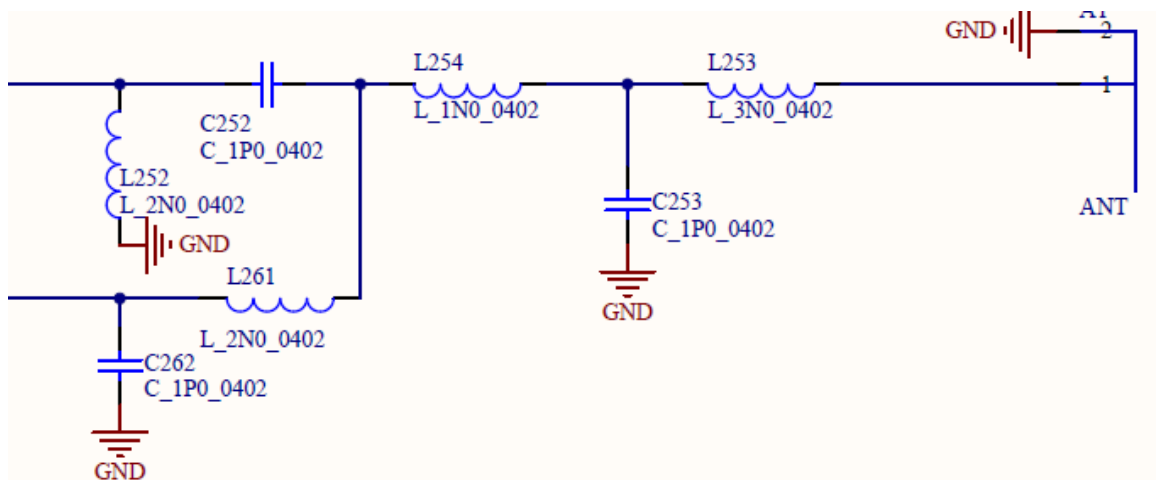 GND
2
L254
L_1N0_0402
L253
L_3N0_0402
1
C252
C_1P0_0402
L252
L_2N0_0402
GND
C253
C_1P0_0402
GND
ANT
L261
L_2N0_0402
C262
C_1P0_0402
GND